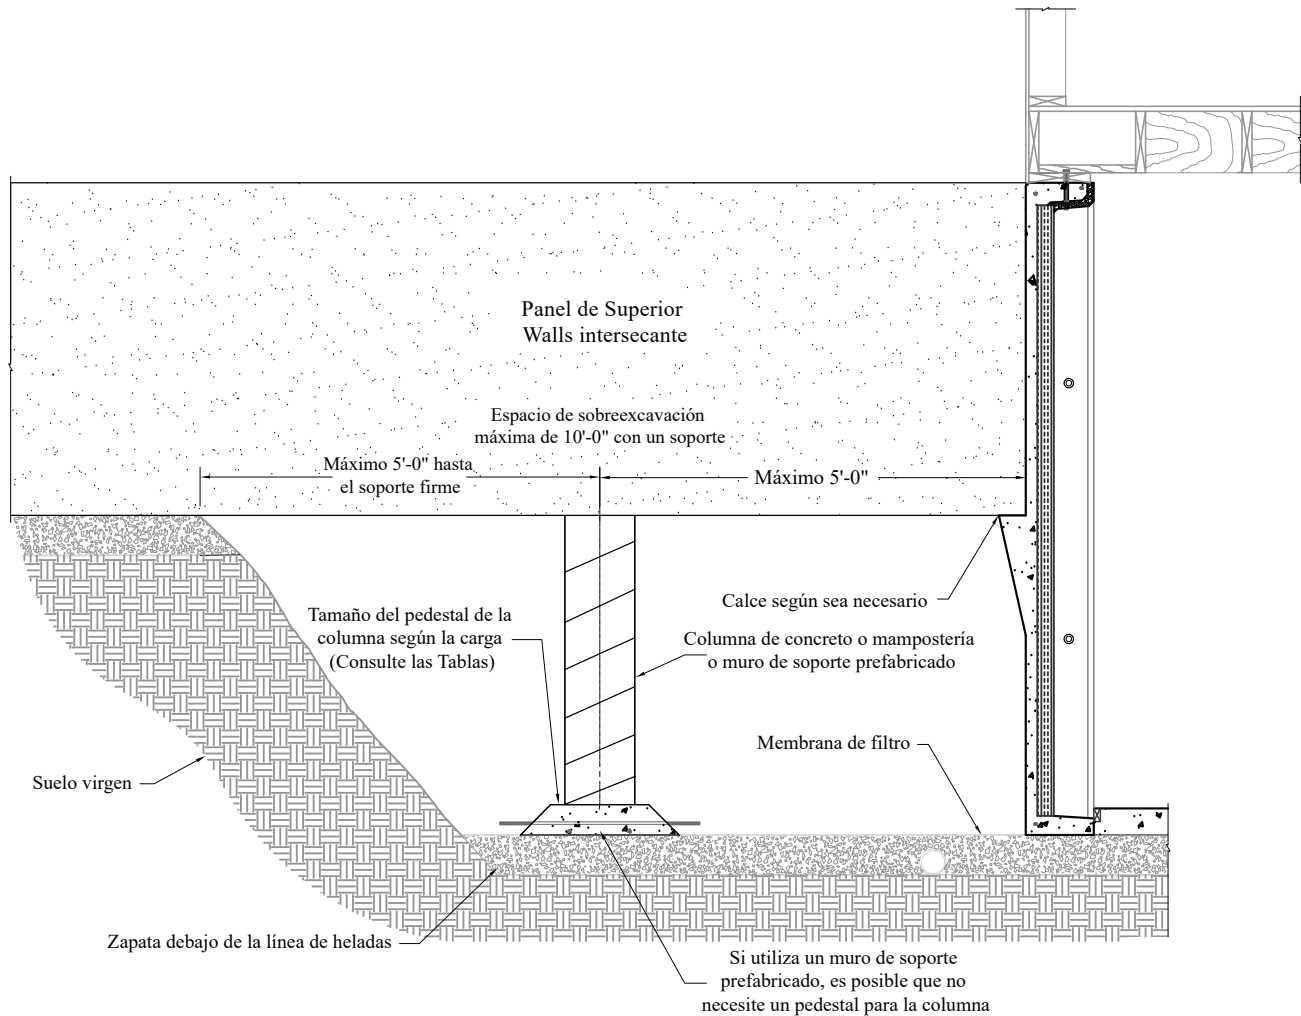 Panel de Superior
Walls intersecante
Espacio de sobreexcavación
máxima de 10'-0" con un soporte
Máximo 5'-0" hasta
el soporte firme
Máximo 5'-0"
Calce según sea necesario
Tamaño del pedestal de la
columna según la carga
(Consulte las Tablas)
Columna de concreto o mampostería
o muro de soporte prefabricado
Membrana de filtro
Suelo virgen
Zapata debajo de la línea de heladas
Si utiliza un muro de soporte
prefabricado, es posible que no
necesite un pedestal para la columna